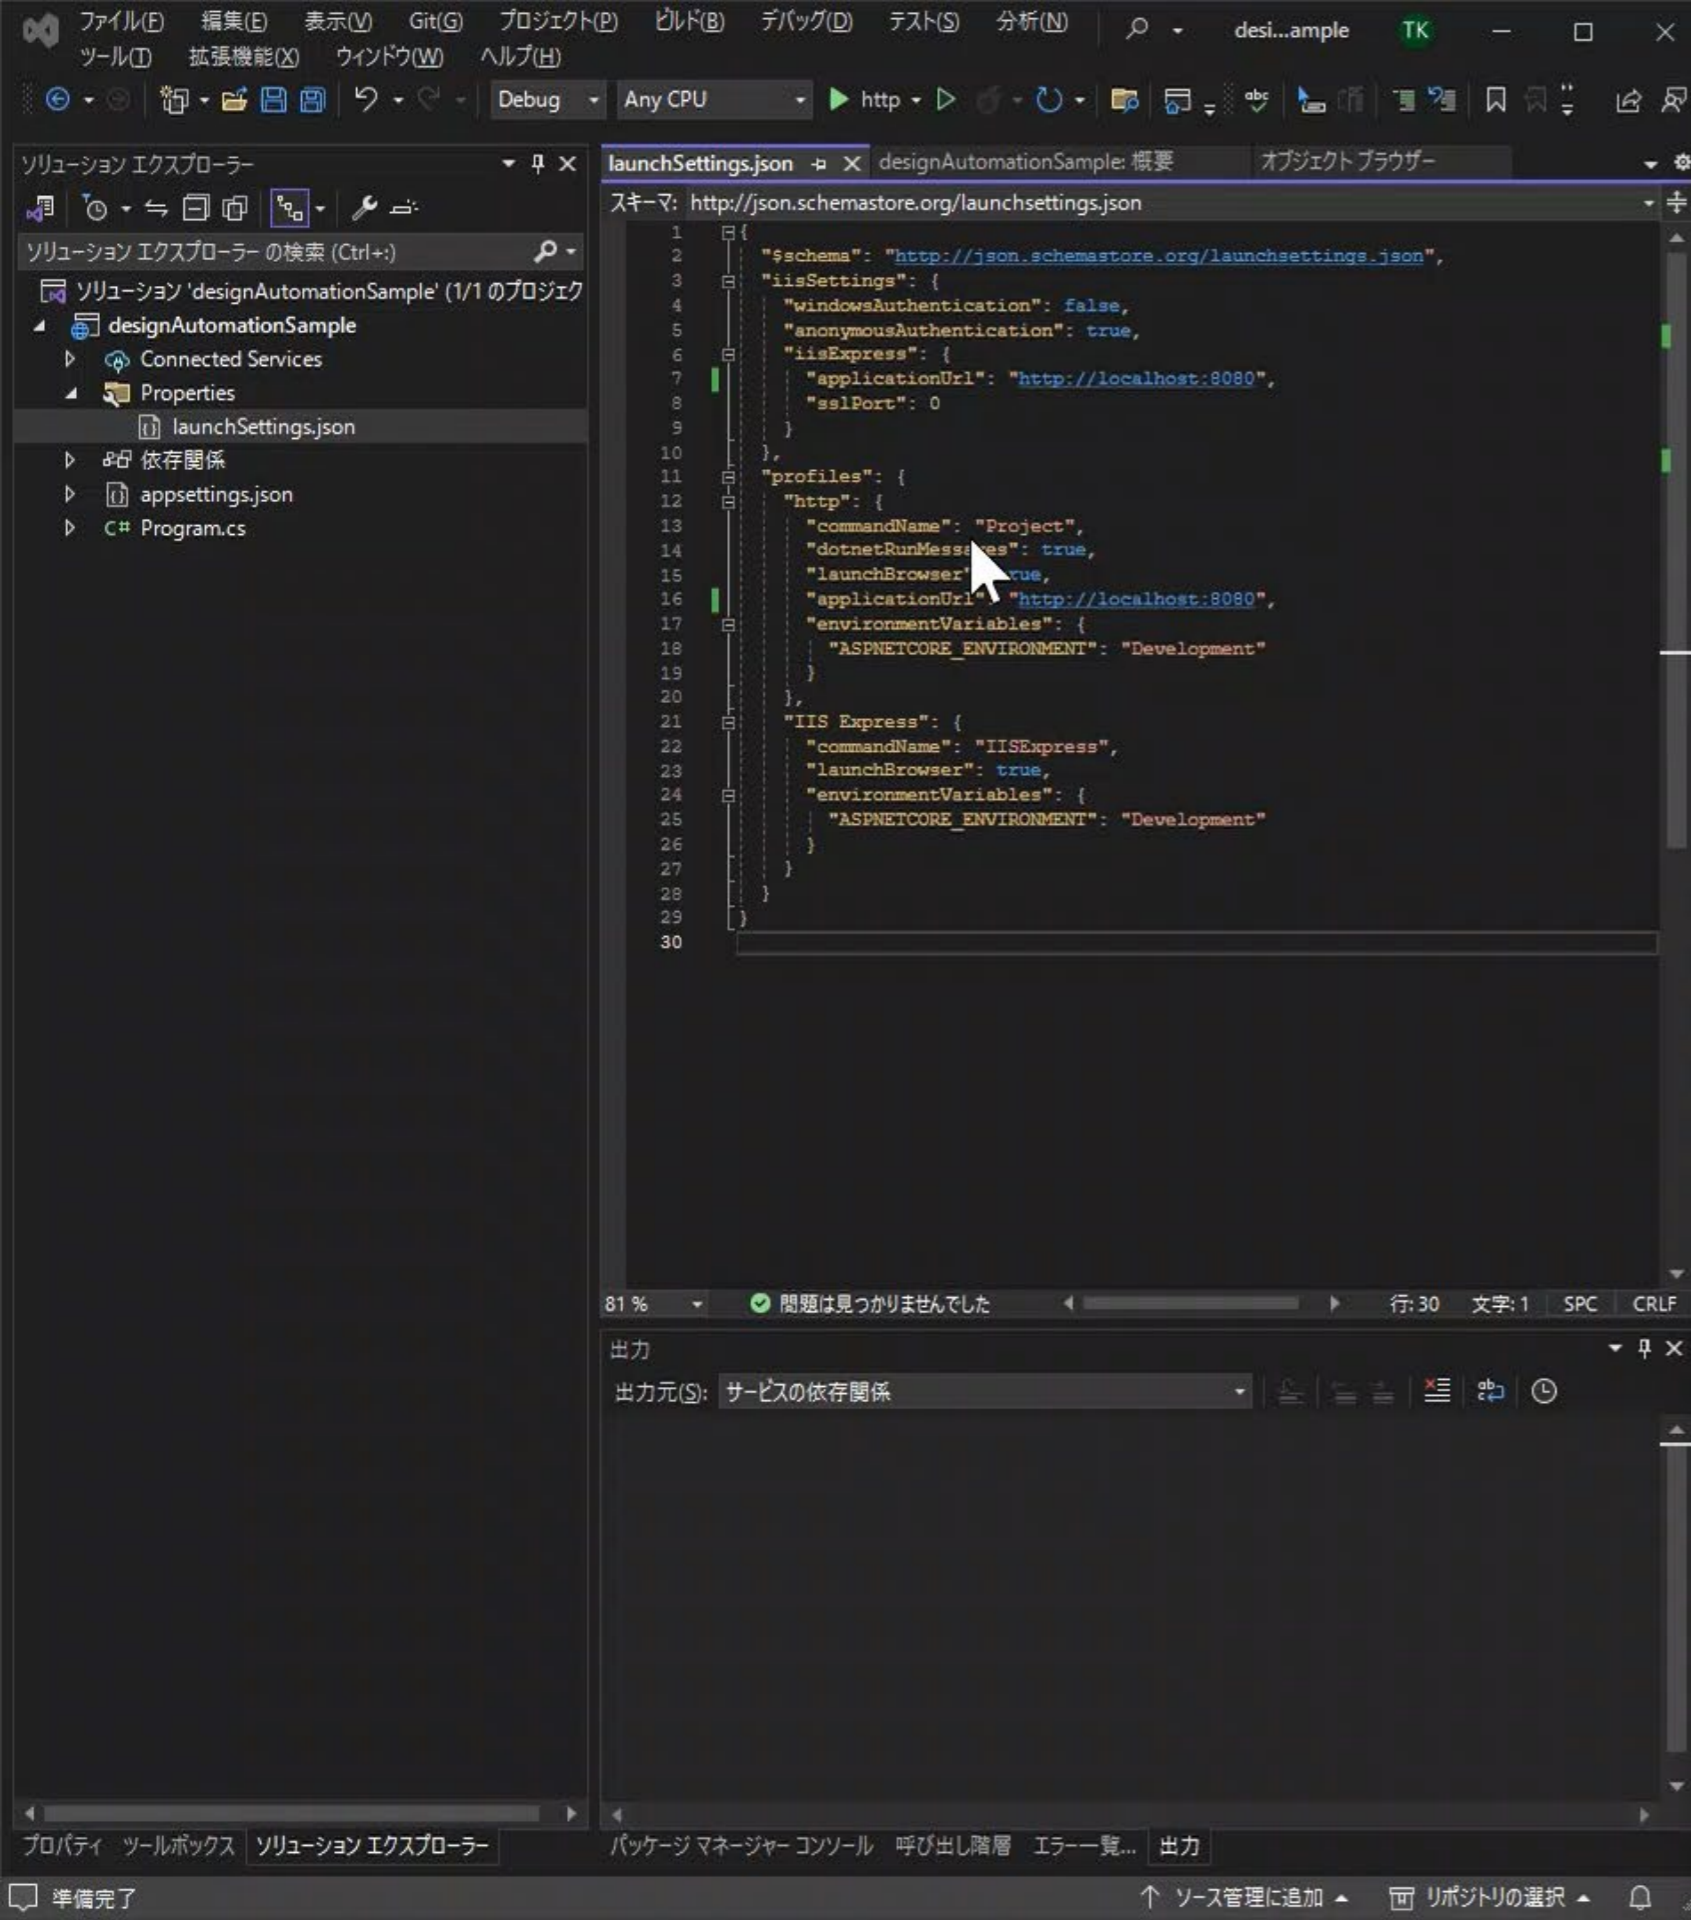 ファイル(F) 編集(E) 表示(V) Git(G) プロジェクト(P) ビルド(B) デバッグ(D) テスト(S) 分析(N) desi...ample TK
ツール(T) 拡張機能(X) ウィンドウ(W) ヘルプ(H)
Debug Any CPU http
ソリューション エクスプローラー
ソリューション エクスプローラー の検索 (Ctrl+:)
ソリューション 'designAutomationSample' (1/1 のプロジェク
designAutomationSample
Connected Services
Properties
launchSettings.json
依存関係
appsettings.json
C# Program.cs
プロパティ ツールボックス ソリューション エクスプローラー
launchSettings.json designAutomationSample: 概要 オブジェクト ブラウザー
スキーマ: http://json.schemastore.org/launchsettings.json
1 {
2 "$schema": "http://json.schemastore.org/launchsettings.json",
3 "iisSettings": {
4 "windowsAuthentication": false,
5 "anonymousAuthentication": true,
6 "iisExpress": {
7 "applicationUrl": "http://localhost:8080",
8 "sslPort": 0
9 }
10 },
11 "profiles": {
12 "http": {
13 "commandName": "Project",
14 "dotnetRunMessages": true,
15 "launchBrowser" rue,
16 "applicationUrl": "http://localhost:8080",
17 "environmentVariables": {
18 "ASPNETCORE_ENVIRONMENT": "Development"
19 }
20 },
21 "IIS Express": {
22 "commandName": "IISExpress",
23 "launchBrowser": true,
24 "environmentVariables": {
25 "ASPNETCORE_ENVIRONMENT": "Development"
26 }
27 }
28 }
29 }
30
81 % 問題は見つかりませんでした 行: 30 文字: 1 SPC CRLF
出力
出力元(S): サービスの依存関係
パッケージ マネージャー コンソール 呼び出し階層 エラー一覧... 出力
準備完了 ソース管理に追加 リポジトリの選択